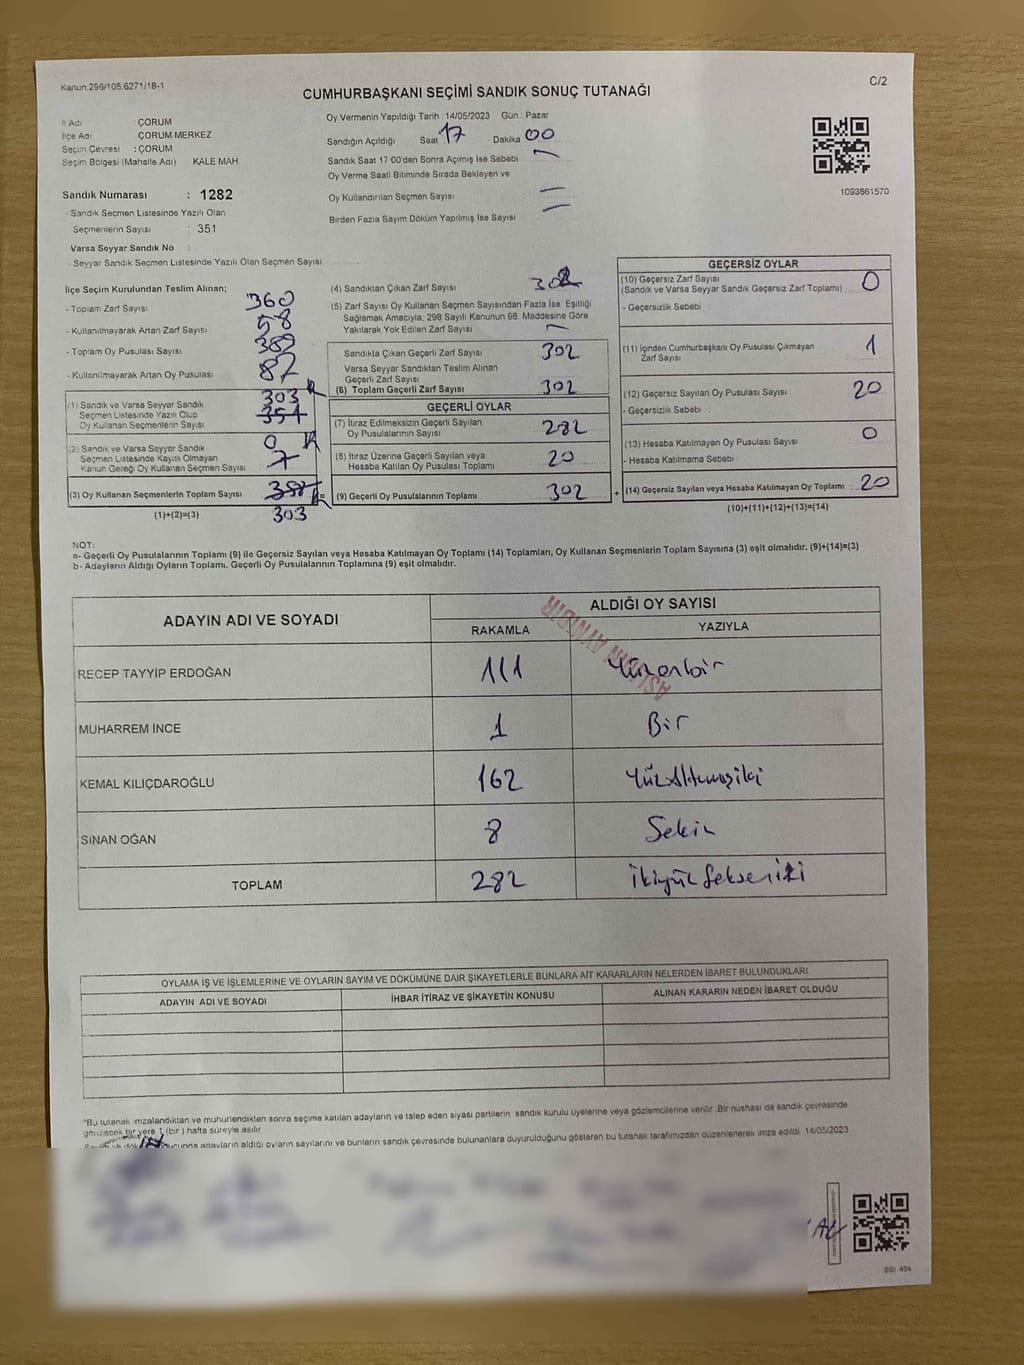 Kanun:296/105.6271/18-1
C/2
CUMHURBAŞKANI SEÇİMİ SANDIK SONUÇ TUTANAĞI
İl Adı : ÇORUM
İlçe Adı : ÇORUM MERKEZ
Seçim Çevresi : ÇORUM
Seçim Bölgesi (Mahalle Adı) KALE MAH
Sandık Numarası : 1282
- Sandık Seçmen Listesinde Yazılı Olan
Seçmenlerin Sayısı : 351
Varsa Seyyar Sandık No :
- Seyyar Sandık Seçmen Listesinde Yazılı Olan Seçmen Sayısı
Oy Vermenin Yapıldığı Tarih : 14/05/2023 Gün : Pazar
Sandığın Açıldığı Saat 17 Dakika 00
Sandık Saat 17 00'den Sonra Açımış İse Sebebi
Oy Verme Saati Bitiminde Sırada Bekleyen ve
Oy Kullandırılan Seçmen Sayısı
Birden Fazla Sayım Döküm Yapılmış İse Sayısı
1093861570
İlçe Seçim Kurulundan Teslim Alınan;
- Toplam Zarf Sayısı 360
- Kullanılmayarak Artan Zarf Sayısı 58
- Toplam Oy Pusulası Sayısı 389
- Kullanılmayarak Artan Oy Pusulası 87
(1) Sandık ve Varsa Seyyar Sandık 303
Seçmen Listesinde Yazılı Olup 351
Oy Kullanan Seçmenlerin Sayısı
(2) Sandık ve Varsa Seyyar Sandık 0
Seçmen Listesinde Kayıtlı Olmayan 7
Kanun Gereği Oy Kullanan Seçmen Sayısı
(3) Oy Kullanan Seçmenlerin Toplam Sayısı
(1)+(2)=(3) 303
(4) Sandıktan Çıkan Zarf Sayısı 302
(5) Zarf Sayısı Oy Kullanan Seçmen Sayısından Fazla İse, Eşitliği
Sağlamak Amacıyla, 298 Sayılı Kanunun 98. Maddesine Göre
Yakılarak Yok Edilen Zarf Sayısı
Sandıkta Çıkan Geçerli Zarf Sayısı 302
Varsa Seyyar Sandıktan Teslim Alınan
Geçerli Zarf Sayısı
(6) Toplam Geçerli Zarf Sayısı 302
GEÇERLİ OYLAR
(7) İtiraz Edilmeksizin Geçerli Sayılan
Oy Pusulalarının Sayısı 282
(8) İtiraz Üzerine Geçerli Sayılan veya
Hesaba Katılan Oy Pusulası Toplamı 20
= (9) Geçerli Oy Pusulalarının Toplamı 302
GEÇERSİZ OYLAR
(10) Geçersiz Zarf Sayısı 0
(Sandık ve Varsa Seyyar Sandık Geçersiz Zarf Toplamı) :
- Geçersizlik Sebebi :
(11) İçinden Cumhurbaşkanı Oy Pusulası Çıkmayan 1
Zarf Sayısı
(12) Geçersiz Sayılan Oy Pusulası Sayısı 20
- Geçersizlik Sebebi :
(13) Hesaba Katılmayan Oy Pusulası Sayısı 0
- Hesaba Katılmama Sebebi :
+ (14) Geçersiz Sayılan veya Hesaba Katılmayan Oy Toplamı : 20
(10)+(11)+(12)+(13)=(14)
NOT:
a- Geçerli Oy Pusulalarının Toplamı (9) ile Geçersiz Sayılan veya Hesaba Katılmayan Oy Toplamı (14) Toplamları, Oy Kullanan Seçmenlerin Toplam Sayısına (3) eşit olmalıdır. (9)+(14)=(3)
b- Adayların Aldığı Oyların Toplamı, Geçerli Oy Pusulalarının Toplamına (9) eşit olmalıdır.
ADAYIN ADI VE SOYADI ALDIĞI OY SAYISI
RAKAMLA YAZIYLA
ASLININ AYNIDIR
RECEP TAYYİP ERDOĞAN 111 Yüzonbir
MUHARREM İNCE 1 Bir
KEMAL KILIÇDAROĞLU 162 Yüzaltmışiki
SİNAN OĞAN 8 Sekiz
TOPLAM 282 İkiyüz Sekseniki
OYLAMA İŞ VE İŞLEMLERİNE VE OYLARIN SAYIM VE DÖKÜMÜNE DAİR ŞİKAYETLERLE BUNLARA AİT KARARLARIN NELERDEN İBARET BULUNDUKLARI
ADAYIN ADI VE SOYADI İHBAR İTİRAZ VE ŞİKAYETİN KONUSU ALINAN KARARIN NEDEN İBARET OLDUĞU
*Bu tutanak imzalandıktan ve mühürlendikten sonra seçime katılan adayların ve talep eden siyasi partilerin sandık kurulu üyelerine veya gözlemcilerine verilir .Bir nüshası da sandık çevresinde
görülecek bir yere 1 (bir ) hafta süreyle asılır
adayların aldığı oyların sayılarını ve bunların sandık çevresinde bulunanlara duyurulduğunu gösteren bu tutanak tarafımızdan düzenlenerek imza edildi. 14/05/2023